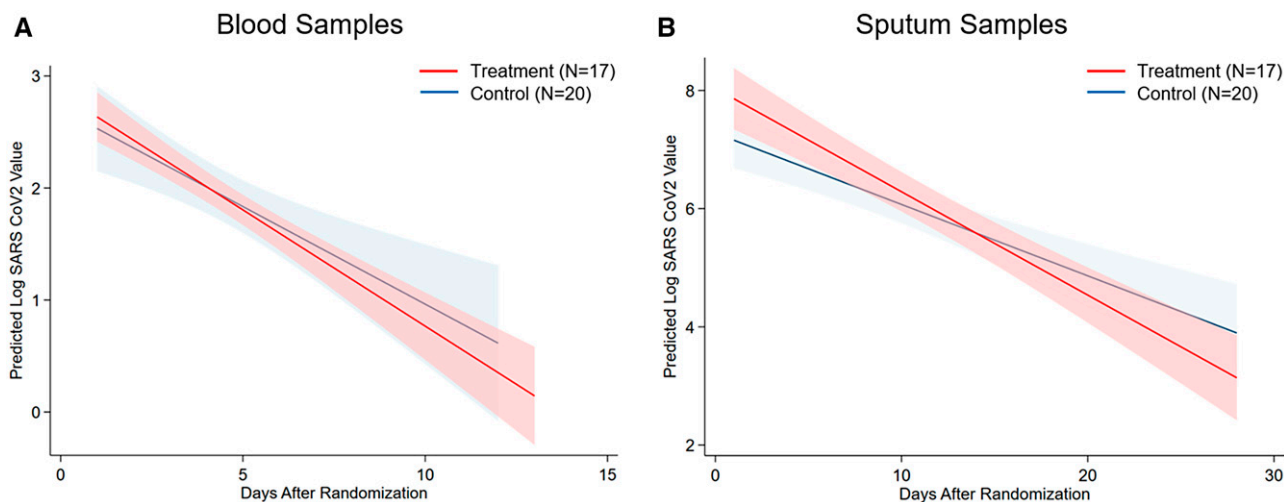 A
Blood Samples
Treatment (N=17)
Control (N=20)
Predicted Log SARS CoV2 Value
3
2
1
0
0
5
10
15
Days After Randomization
B
Sputum Samples
Treatment (N=17)
Control (N=20)
Predicted Log SARS CoV2 Value
8
6
4
2
0
10
20
30
Days After Randomization